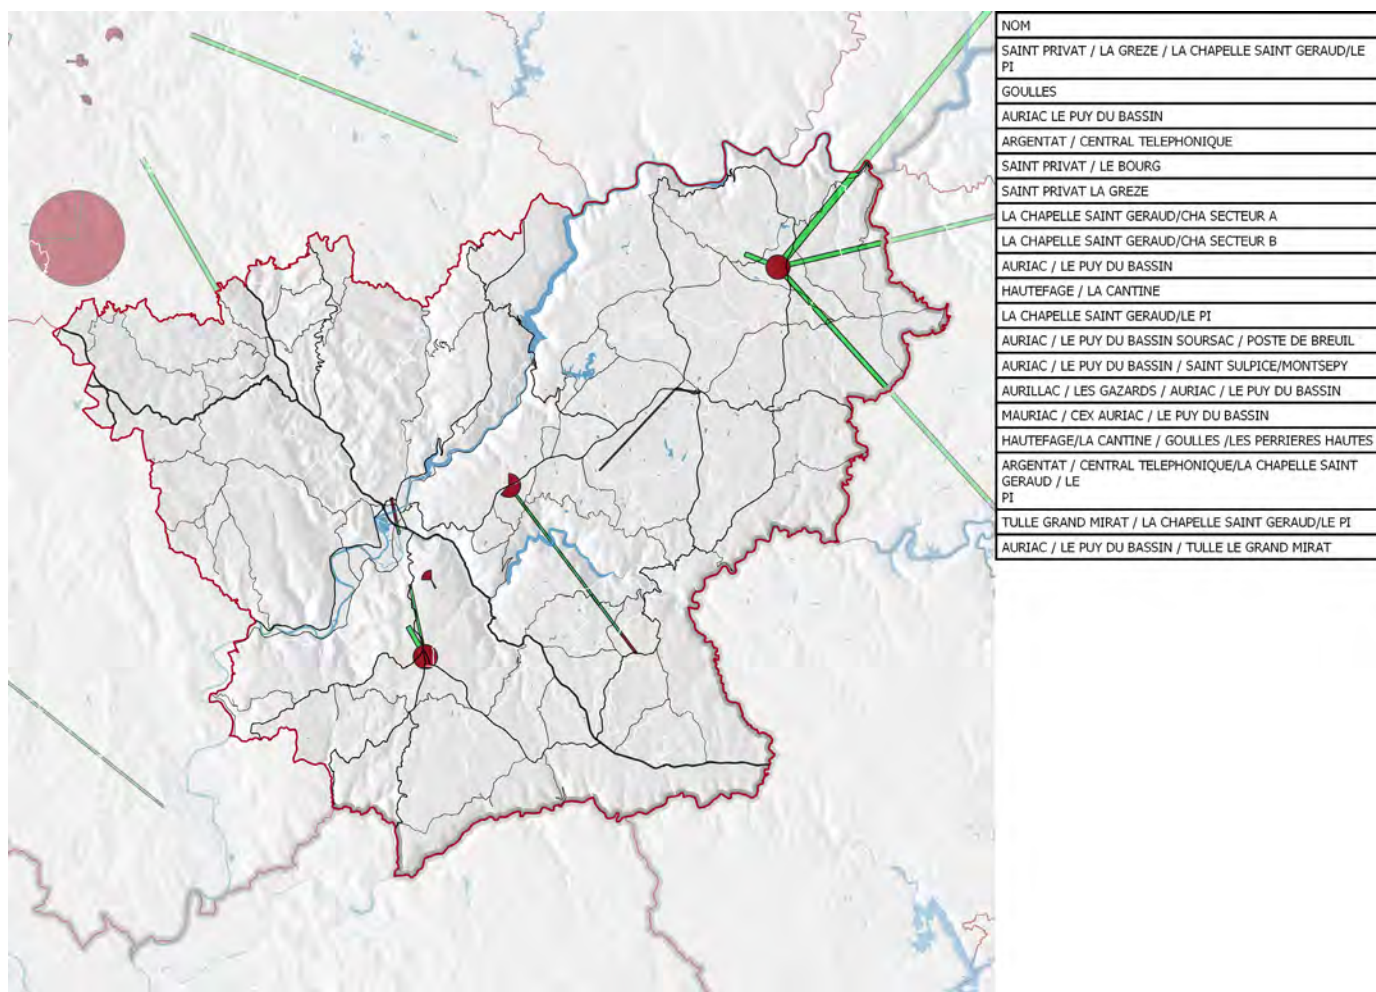 NOM
SAINT PRIVAT / LA GREZE / LA CHAPELLE SAINT GERAUD/LE
PI
GOULLES
AURIAC LE PUY DU BASSIN
ARGENTAT / CENTRAL TELEPHONIQUE
SAINT PRIVAT / LE BOURG
SAINT PRIVAT LA GREZE
LA CHAPELLE SAINT GERAUD/CHA SECTEUR A
LA CHAPELLE SAINT GERAUD/CHA SECTEUR B
AURIAC / LE PUY DU BASSIN
HAUTEFAGE / LA CANTINE
LA CHAPELLE SAINT GERAUD/LE PI
AURIAC / LE PUY DU BASSIN SOURSAC / POSTE DE BREUIL
AURIAC / LE PUY DU BASSIN / SAINT SULPICE/MONTSEPY
AURILLAC / LES GAZARDS / AURIAC / LE PUY DU BASSIN
MAURIAC / CEX AURIAC / LE PUY DU BASSIN
HAUTEFAGE/LA CANTINE / GOULLES /LES PERRIERES HAUTES
ARGENTAT / CENTRAL TELEPHONIQUE/LA CHAPELLE SAINT
GERAUD / LE
PI
TULLE GRAND MIRAT / LA CHAPELLE SAINT GERAUD/LE PI
AURIAC / LE PUY DU BASSIN / TULLE LE GRAND MIRAT